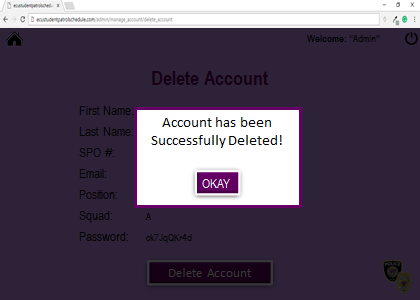 ecustudentpatrolschedule
ecustudentpatrolschedule.com/admin/manage_account/delete_account
Welcome: "Admin"
Delete Account
First Name:
Last Name:
SPO #:
Email:
Position:
Squad: A
Password: ok7JqQKr4d
Account has been
Successfully Deleted!
OKAY
Delete Account